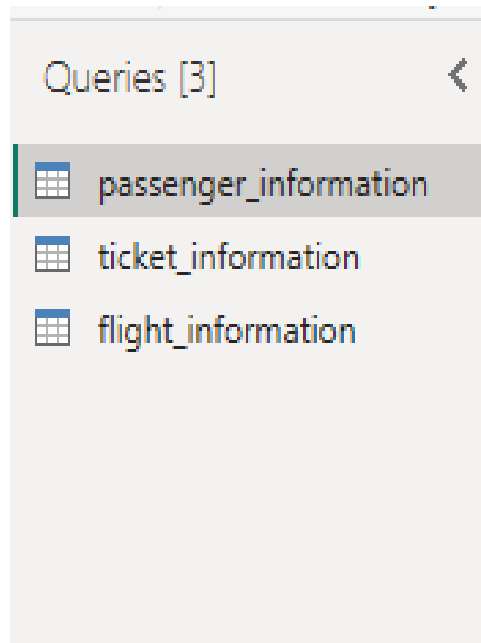 Queries [3]
passenger_information
ticket_information
flight_information